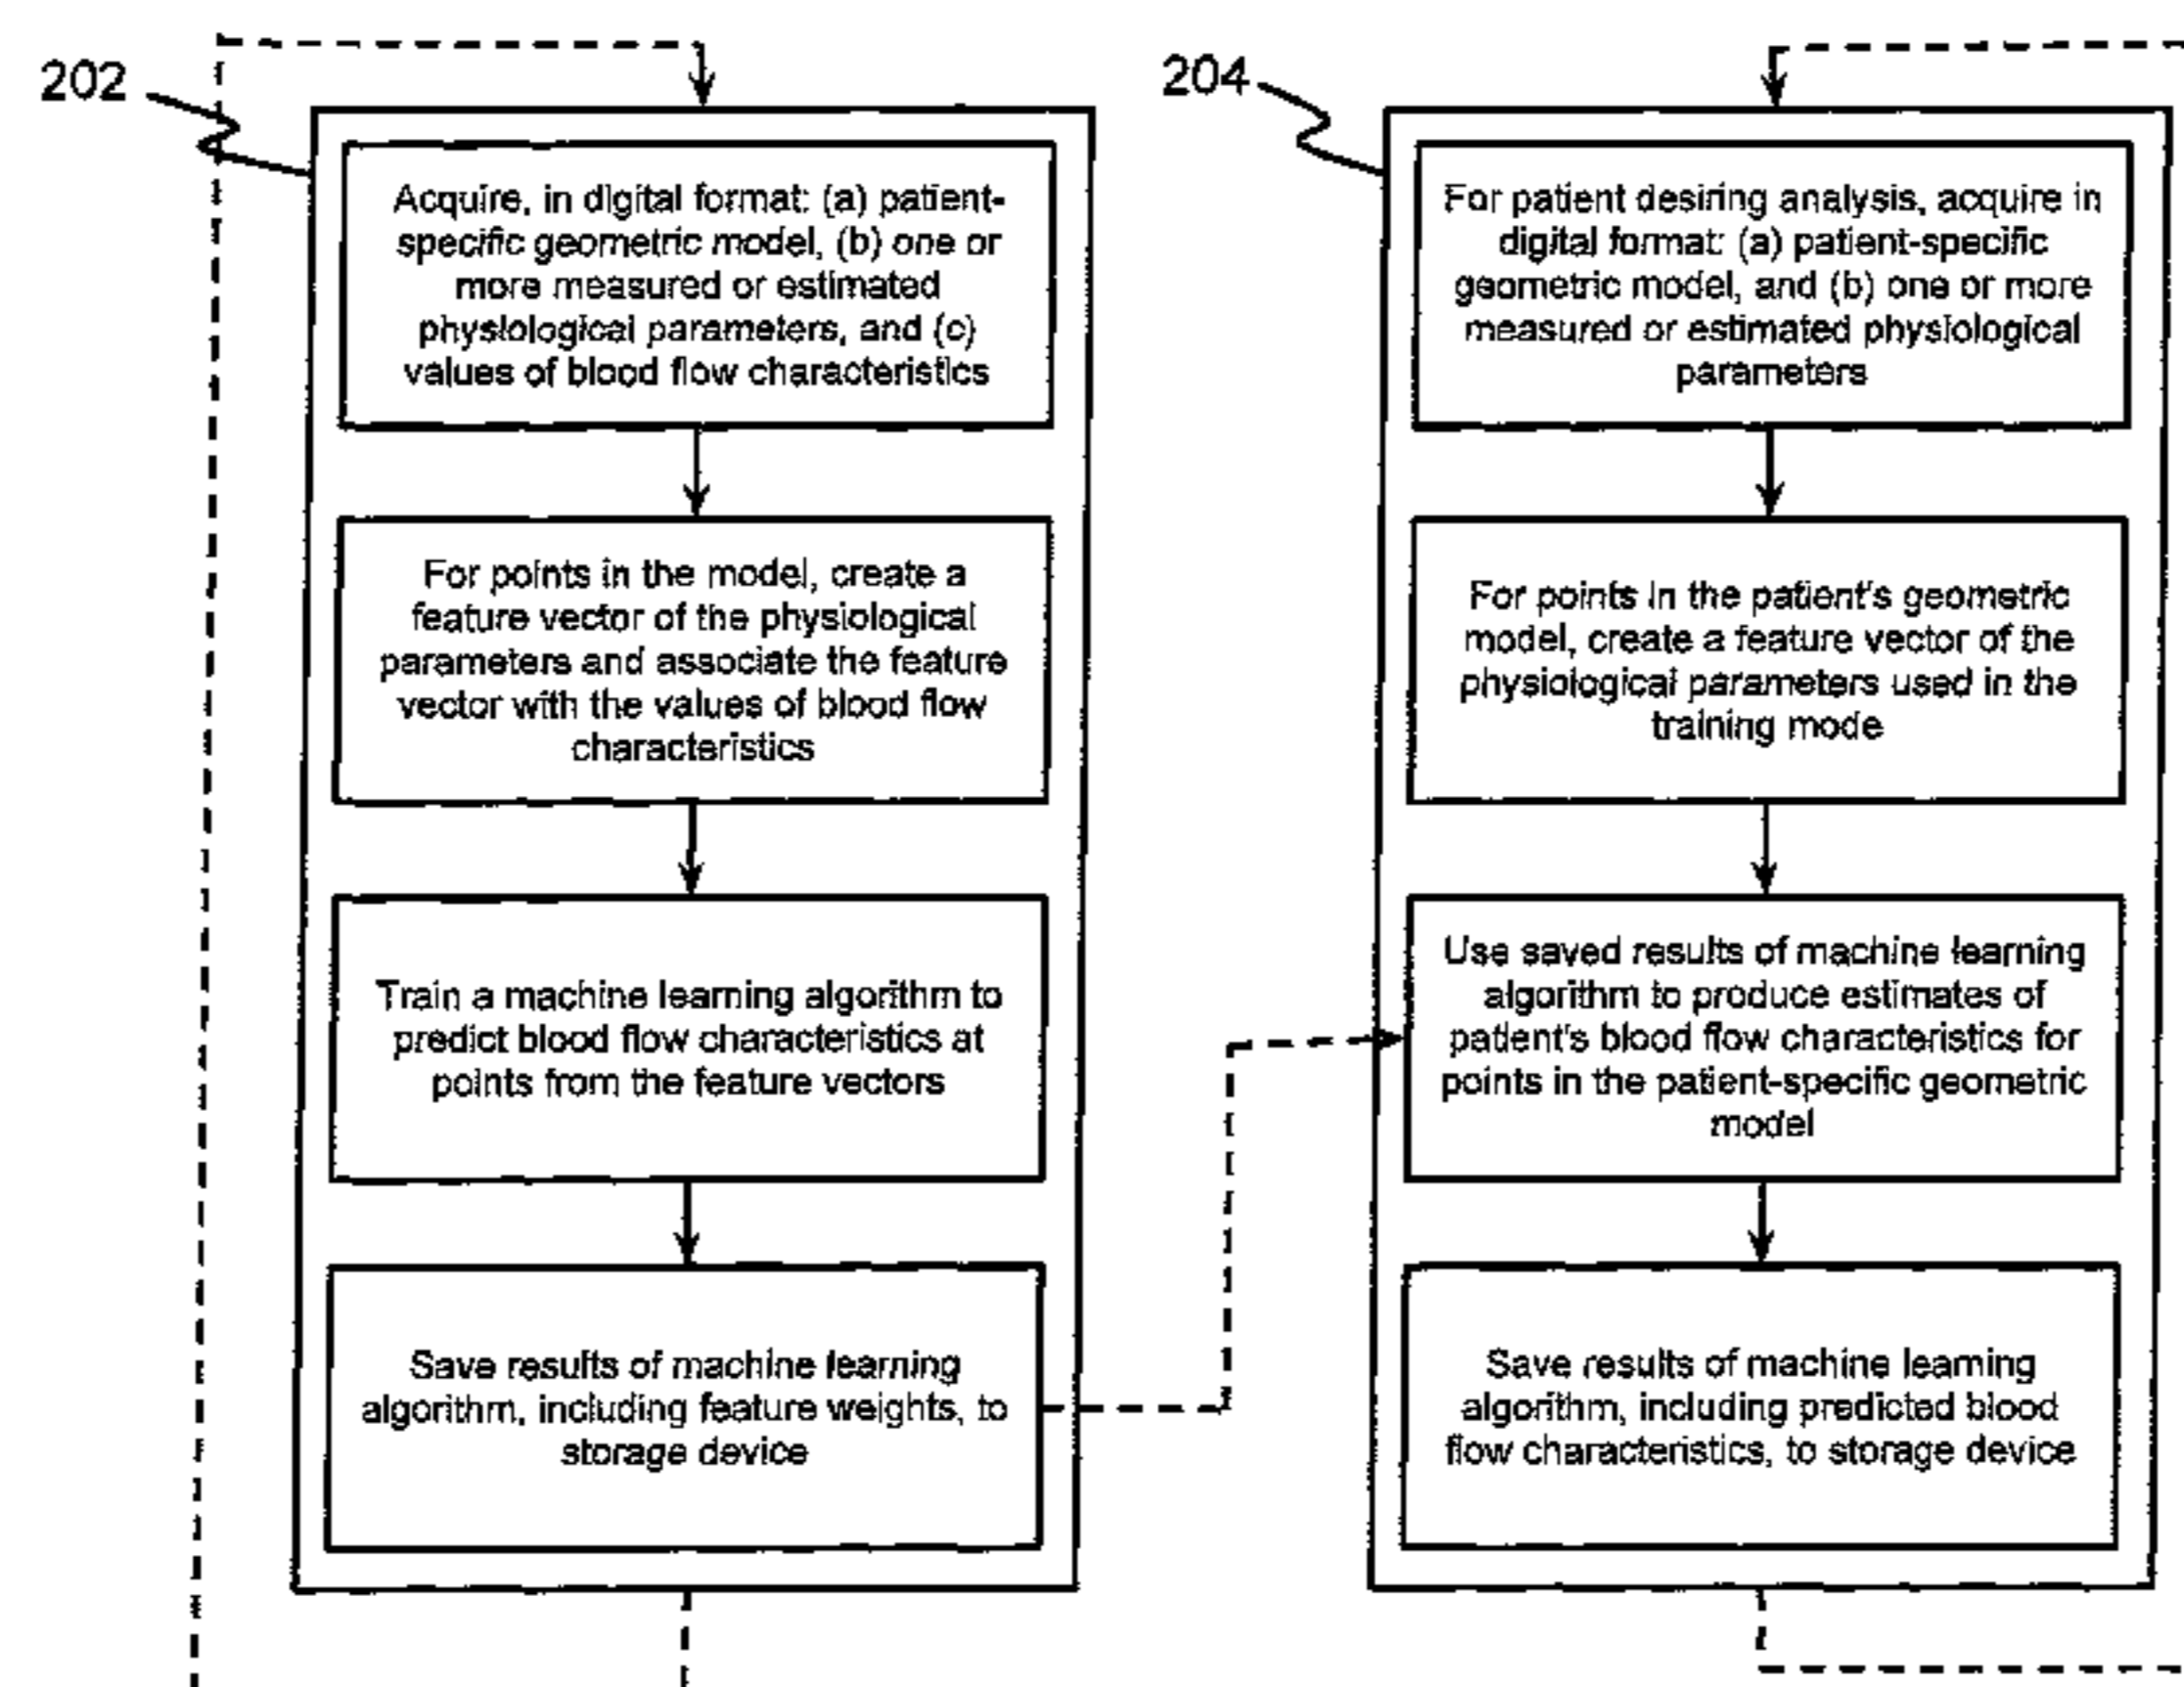 202
Acquire, in digital format: (a) patient-
specific geometric model, (b) one or
more measured or estimated
physiological parameters, and (c)
values of blood flow characteristics
For points in the model, create a
feature vector of the physiological
parameters and associate the feature
vector with the values of blood flow
characteristics
Train a machine learning algorithm to
predict blood flow characteristics at
points from the feature vectors
Save results of machine learning
algorithm, including feature weights, to
storage device
204
For patient desiring analysis, acquire in
digital format: (a) patient-specific
geometric model, and (b) one or more
measured or estimated physiological
parameters
For points in the patient's geometric
model, create a feature vector of the
physiological parameters used in the
training mode
Use saved results of machine learning
algorithm to produce estimates of
patient's blood flow characteristics for
points in the patient-specific geometric
model
Save results of machine learning
algorithm, including predicted blood
flow characteristics, to storage device